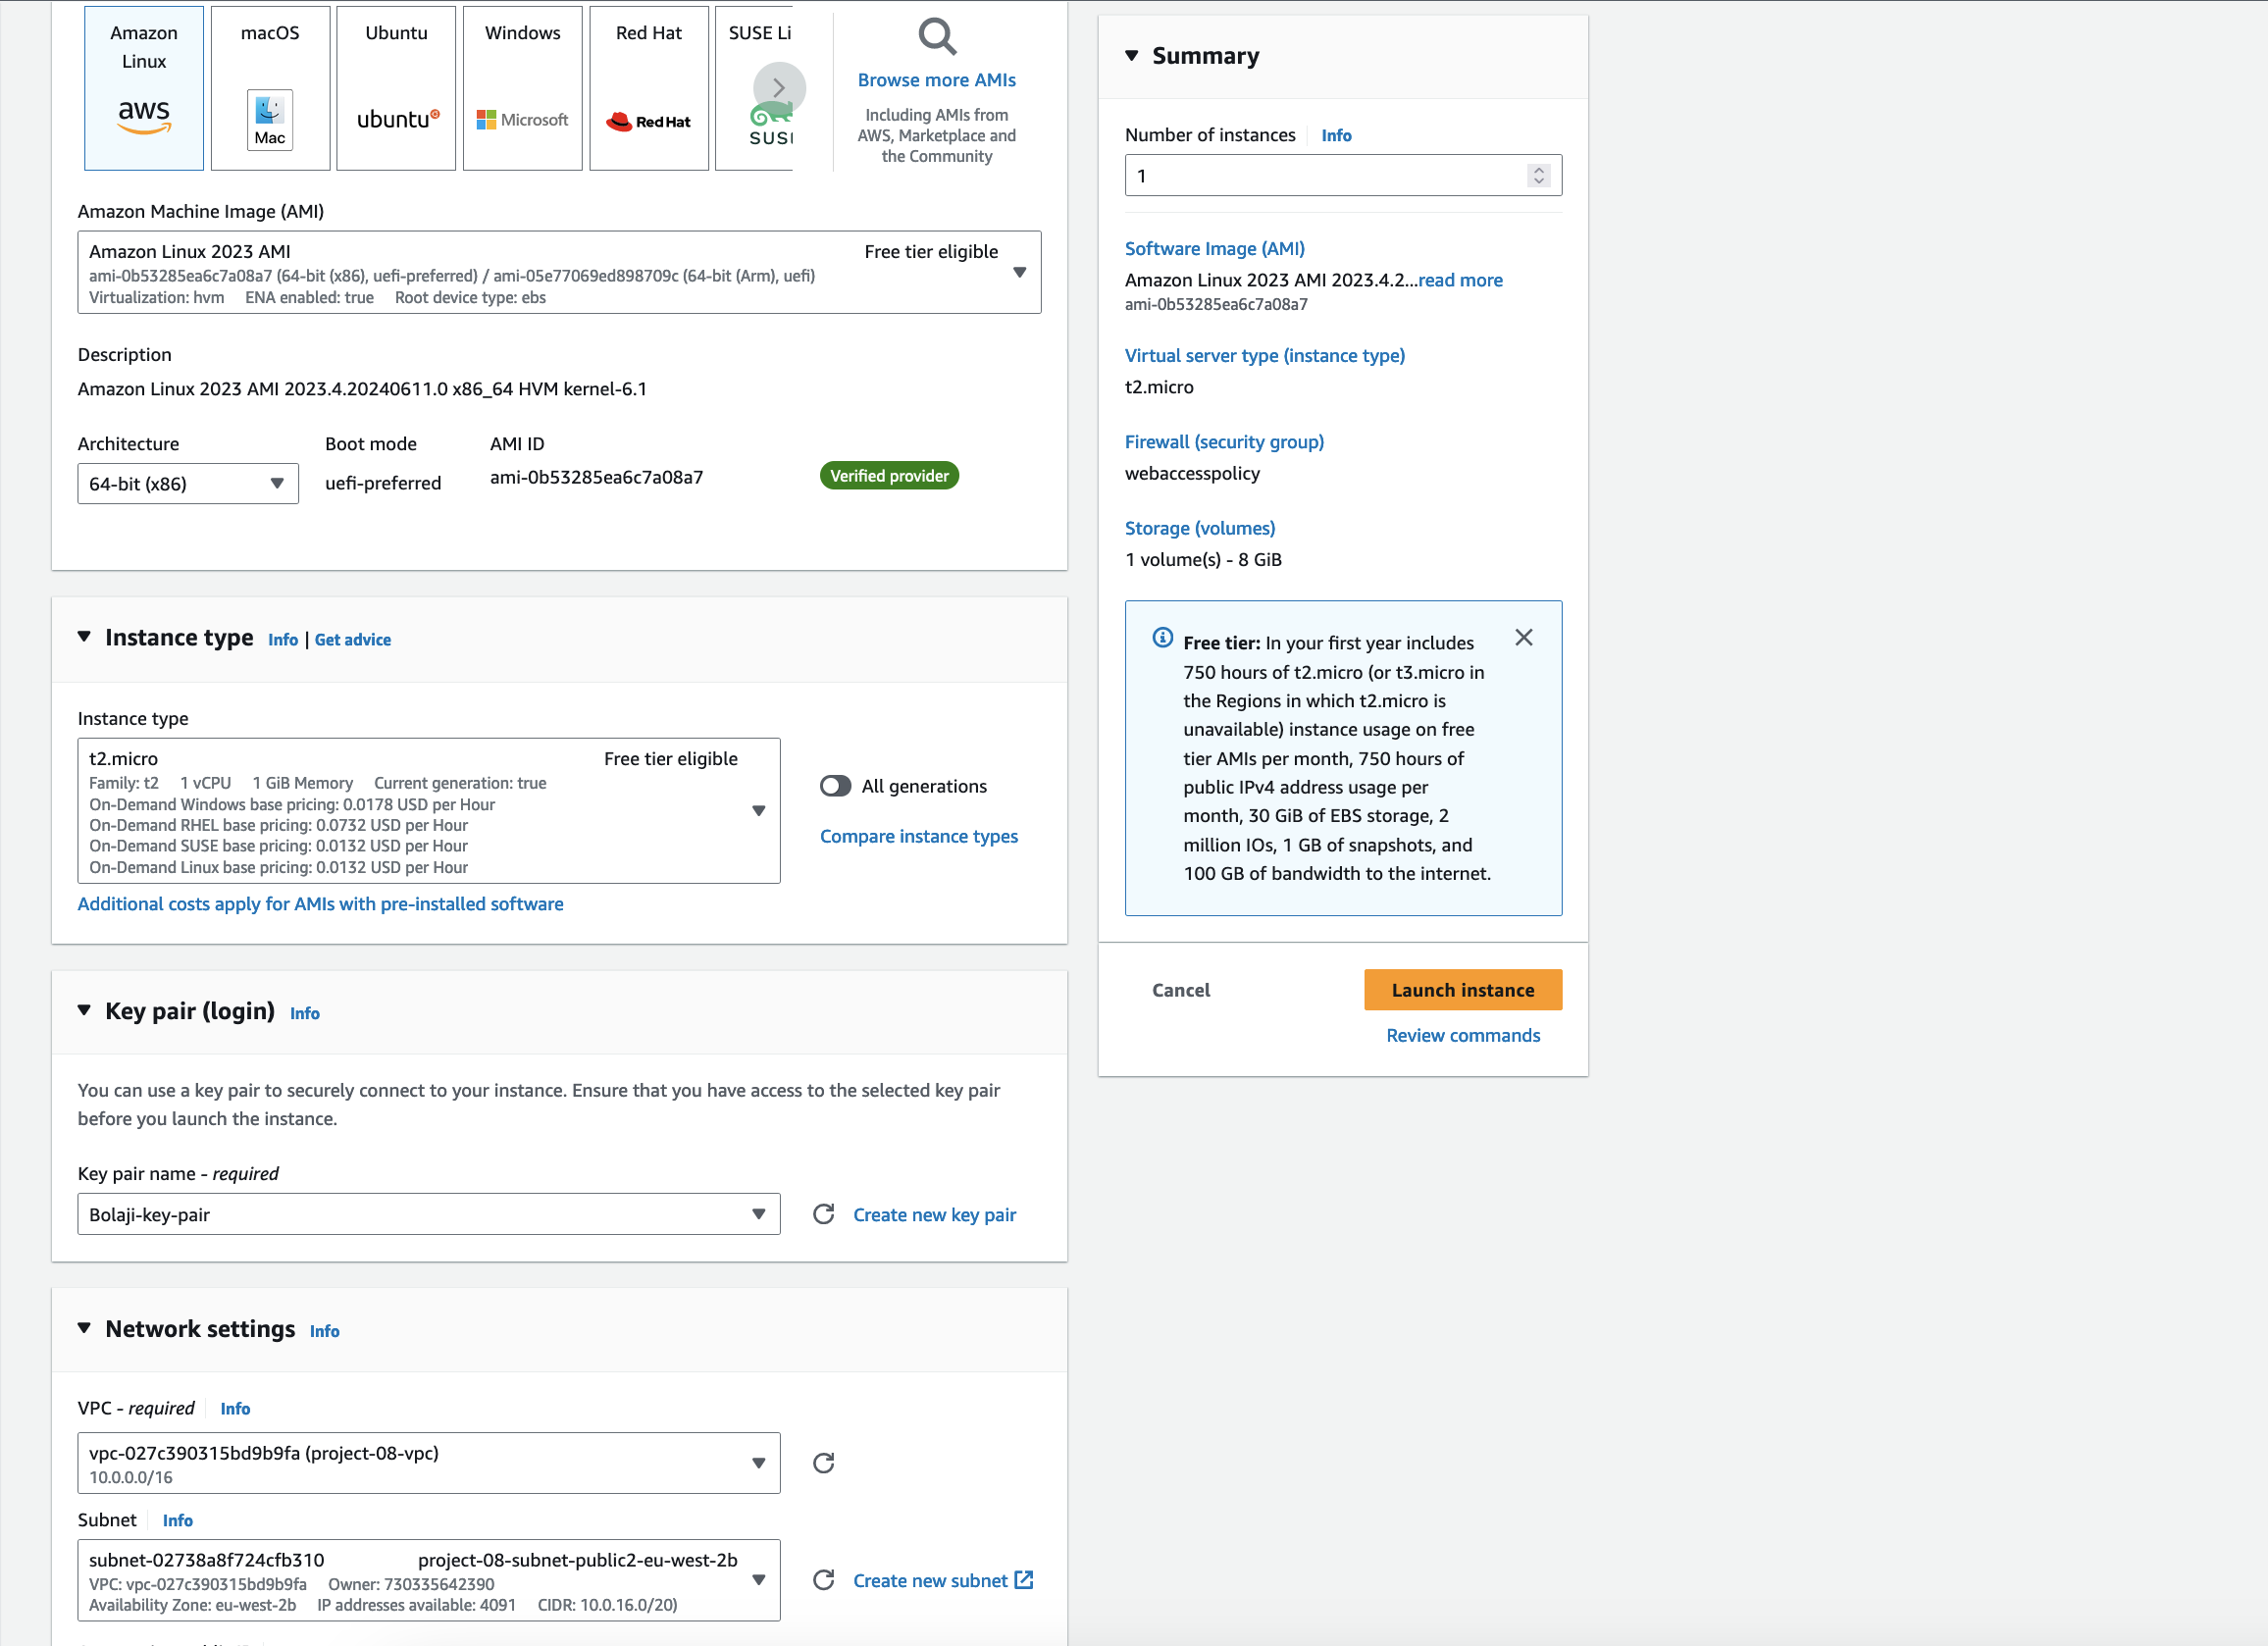 Amazon
Linux
aws
macOS
Mac
Ubuntu
ubuntu
Windows
Microsoft
Red Hat
Red Hat
SUSE Li
SUS
Browse more AMIs
Including AMIs from
AWS, Marketplace and
the Community
Amazon Machine Image (AMI)
Amazon Linux 2023 AMI Free tier eligible
ami-0b53285ea6c7a08a7 (64-bit (x86), uefi-preferred) / ami-05e77069ed898709c (64-bit (Arm), uefi)
Virtualization: hvm ENA enabled: true Root device type: ebs
Description
Amazon Linux 2023 AMI 2023.4.20240611.0 x86_64 HVM kernel-6.1
Architecture Boot mode AMI ID
64-bit (x86) uefi-preferred ami-0b53285ea6c7a08a7 Verified provider
Instance type Info | Get advice
Instance type
t2.micro Free tier eligible
Family: t2 1 vCPU 1 GiB Memory Current generation: true
On-Demand Windows base pricing: 0.0178 USD per Hour
On-Demand RHEL base pricing: 0.0732 USD per Hour
On-Demand SUSE base pricing: 0.0132 USD per Hour
On-Demand Linux base pricing: 0.0132 USD per Hour
All generations
Compare instance types
Additional costs apply for AMIs with pre-installed software
Key pair (login) Info
You can use a key pair to securely connect to your instance. Ensure that you have access to the selected key pair
before you launch the instance.
Key pair name - required
Bolaji-key-pair
Create new key pair
Network settings Info
VPC - required Info
vpc-027c390315bd9b9fa (project-08-vpc)
10.0.0.0/16
Subnet Info
subnet-02738a8f724cfb310 project-08-subnet-public2-eu-west-2b
VPC: vpc-027c390315bd9b9fa Owner: 730335642390
Availability Zone: eu-west-2b IP addresses available: 4091 CIDR: 10.0.16.0/20)
Create new subnet
Summary
Number of instances Info
1
Software Image (AMI)
Amazon Linux 2023 AMI 2023.4.2...read more
ami-0b53285ea6c7a08a7
Virtual server type (instance type)
t2.micro
Firewall (security group)
webaccesspolicy
Storage (volumes)
1 volume(s) - 8 GiB
Free tier: In your first year includes
750 hours of t2.micro (or t3.micro in
the Regions in which t2.micro is
unavailable) instance usage on free
tier AMIs per month, 750 hours of
public IPv4 address usage per
month, 30 GiB of EBS storage, 2
million IOs, 1 GB of snapshots, and
100 GB of bandwidth to the internet.
Cancel
Launch instance
Review commands